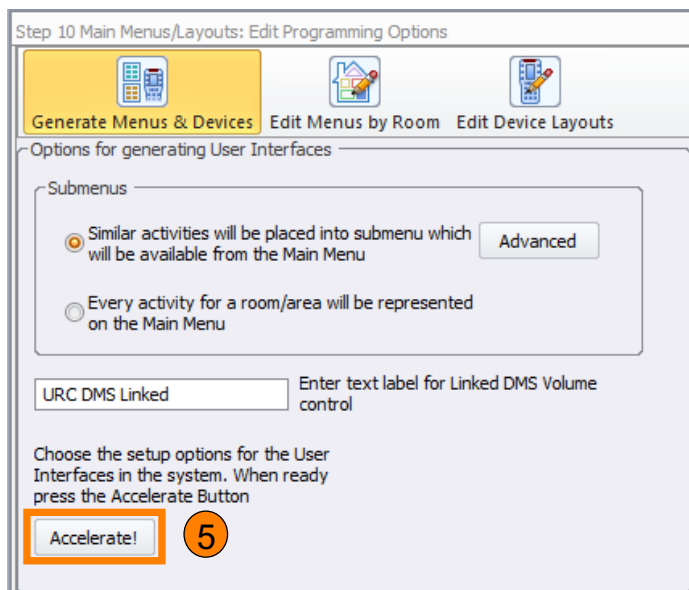 Step 10 Main Menus/Layouts: Edit Programming Options
Generate Menus & Devices
Edit Menus by Room
Edit Device Layouts
Options for generating User Interfaces
Submenus
Similar activities will be placed into submenu which
will be available from the Main Menu
Advanced
Every activity for a room/area will be represented
on the Main Menu
URC DMS Linked
Enter text label for Linked DMS Volume
control
Choose the setup options for the User
Interfaces in the system. When ready
press the Accelerate Button
Accelerate!
5